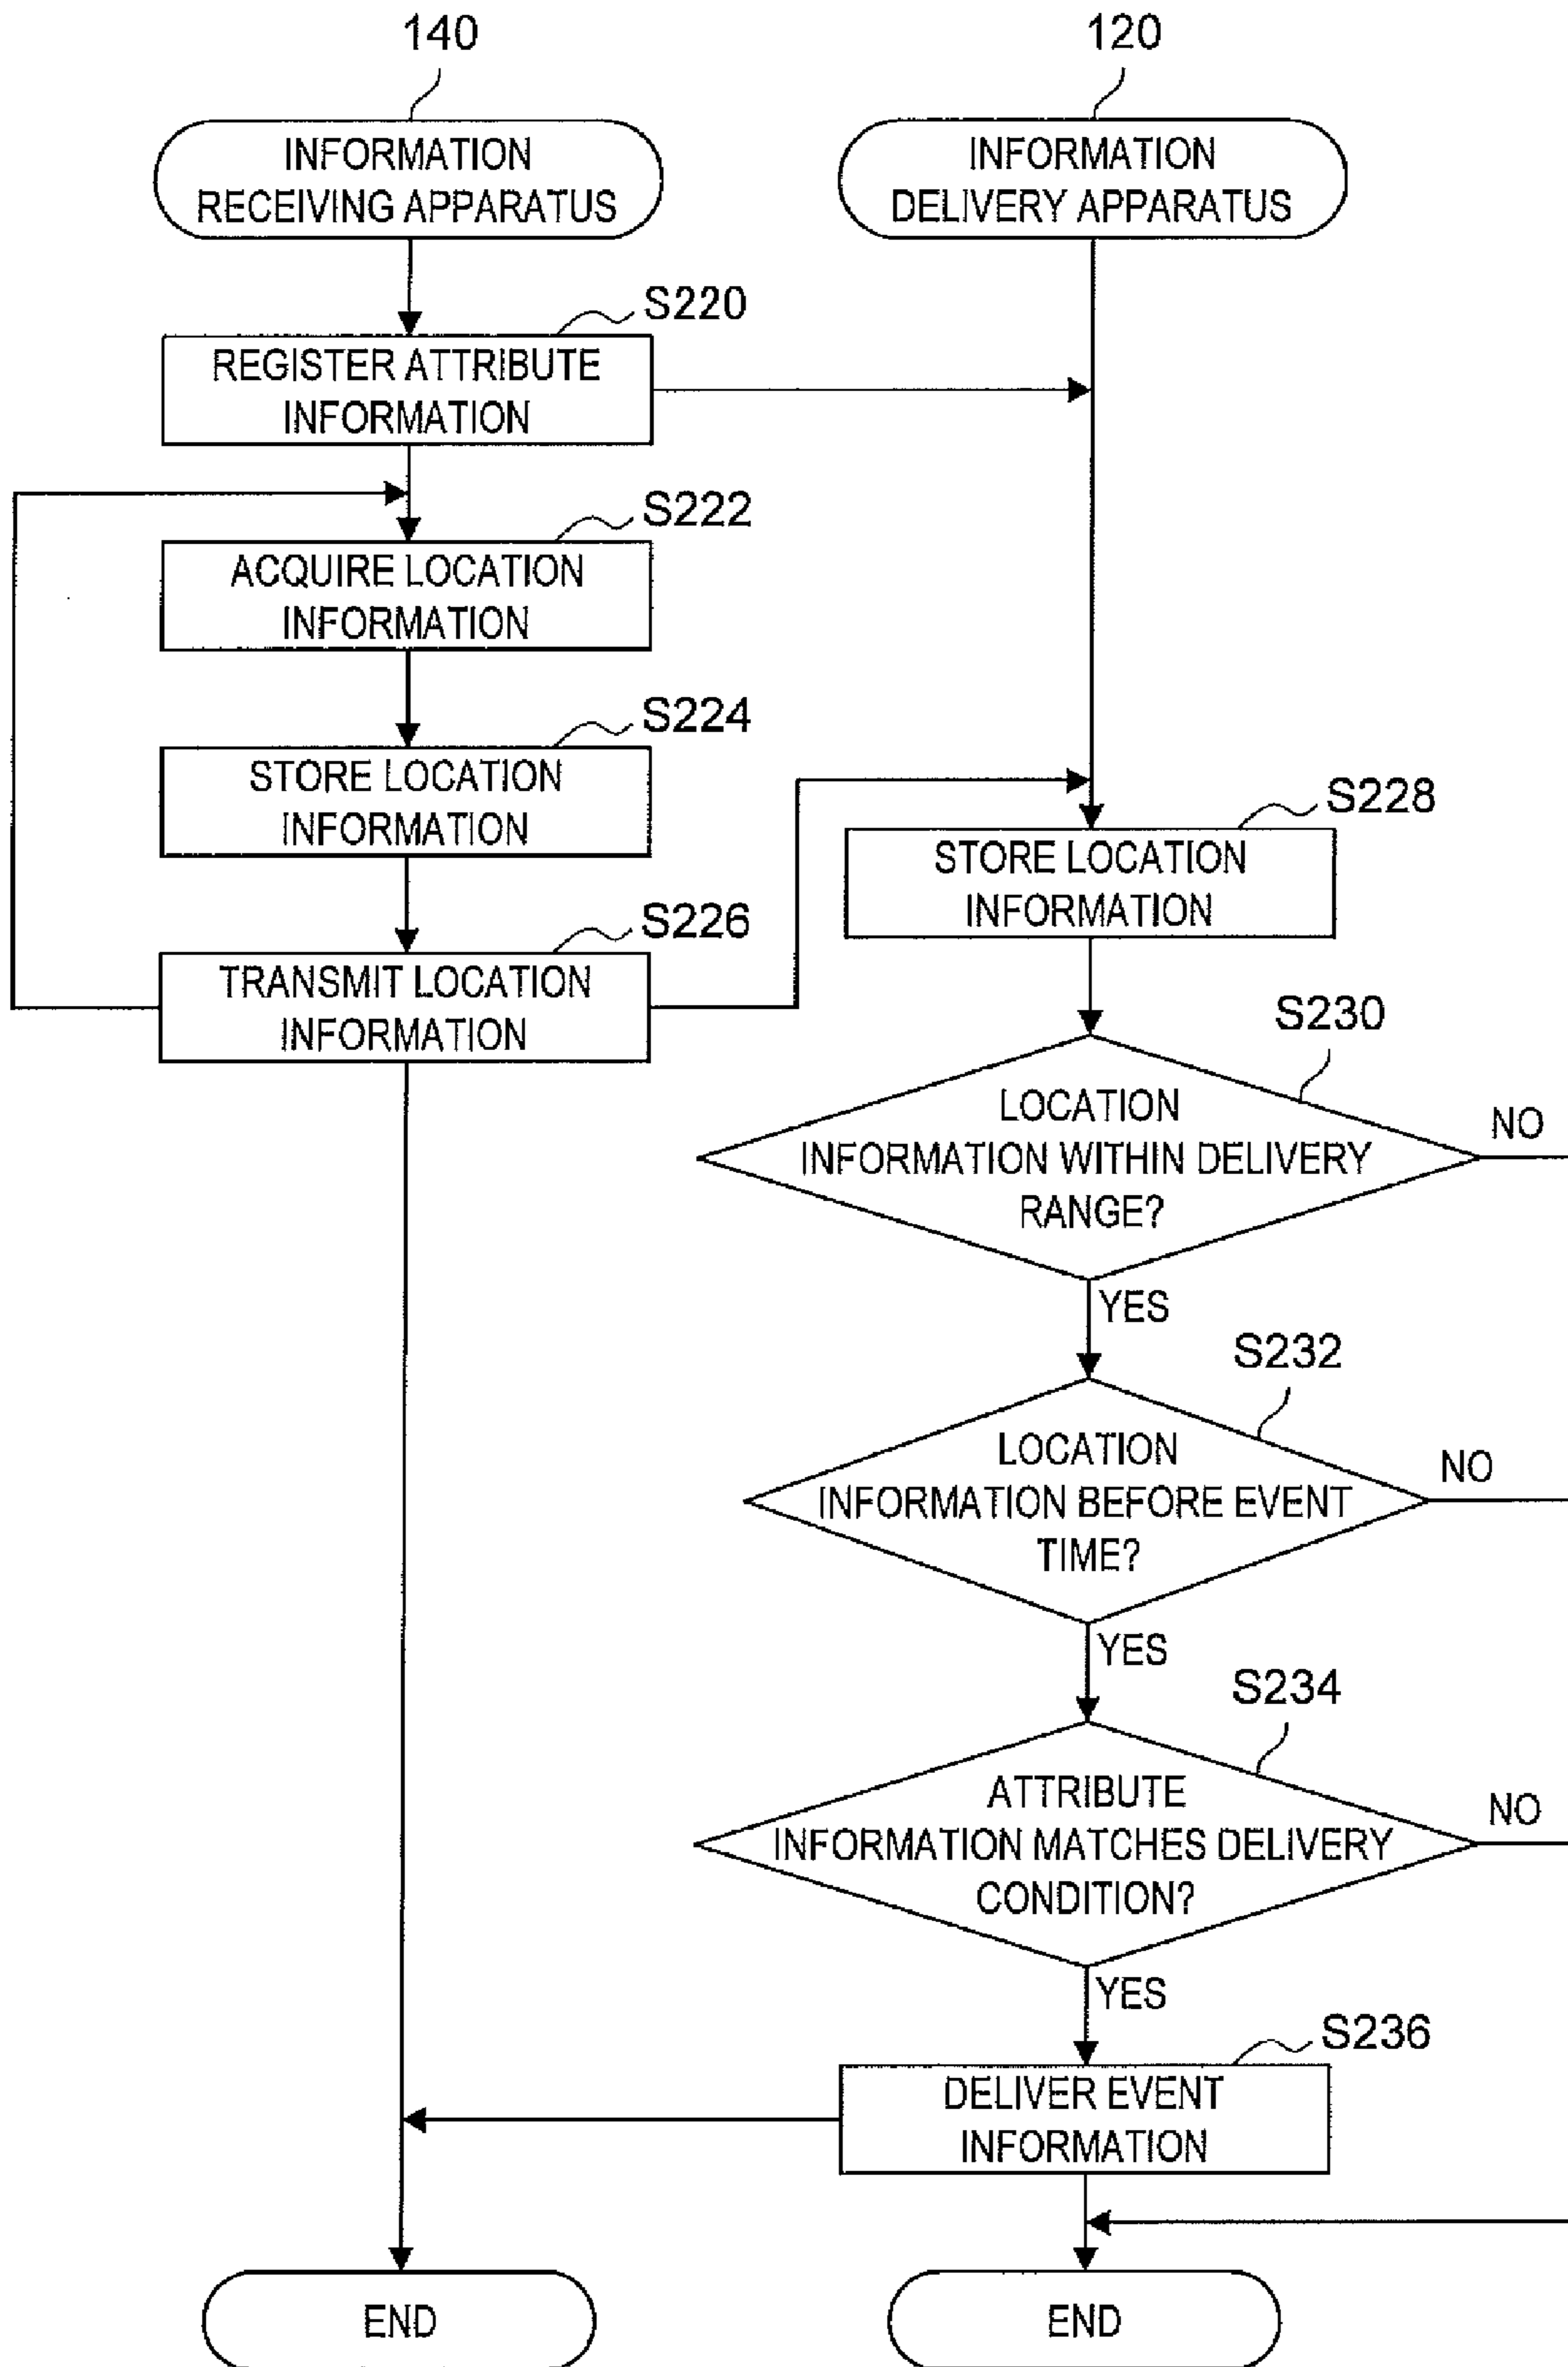 140
120
INFORMATION
RECEIVING APPARATUS
INFORMATION
DELIVERY APPARATUS
S220
REGISTER ATTRIBUTE
INFORMATION
S222
ACQUIRE LOCATION
INFORMATION
S224
STORE LOCATION
INFORMATION
S226
TRANSMIT LOCATION
INFORMATION
S228
STORE LOCATION
INFORMATION
S230
LOCATION
INFORMATION WITHIN DELIVERY
RANGE?
NO
YES
S232
LOCATION
INFORMATION BEFORE EVENT
TIME?
NO
YES
S234
ATTRIBUTE
INFORMATION MATCHES DELIVERY
CONDITION?
NO
YES
S236
DELIVER EVENT
INFORMATION
END
END